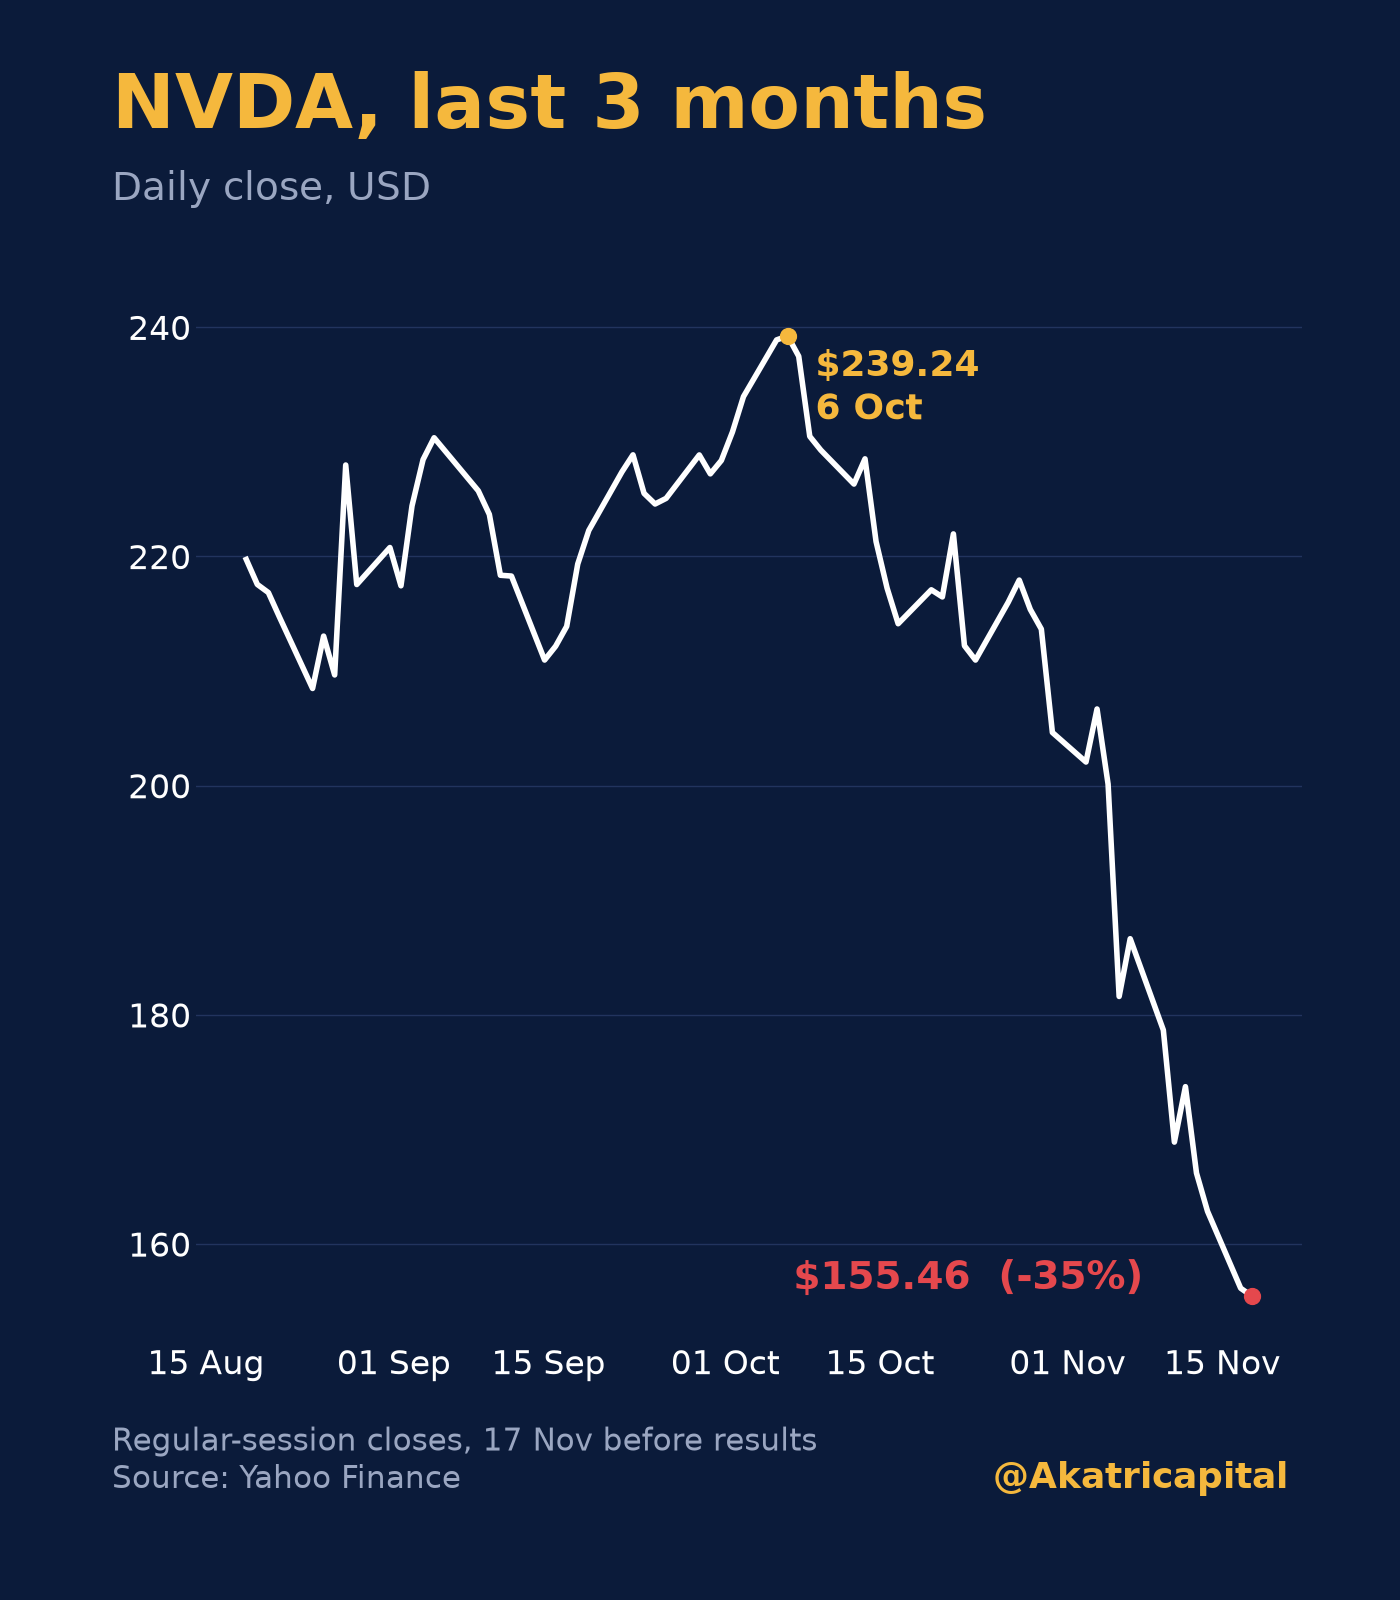 NVDA, last 3 months
Daily close, USD
240
$239.24
6 Oct
220
200
180
160
$155.46 (-35%)
15 Aug 01 Sep 15 Sep 01 Oct 15 Oct 01 Nov 15 Nov
Regular-session closes, 17 Nov before results
Source: Yahoo Finance
@Akatricapital